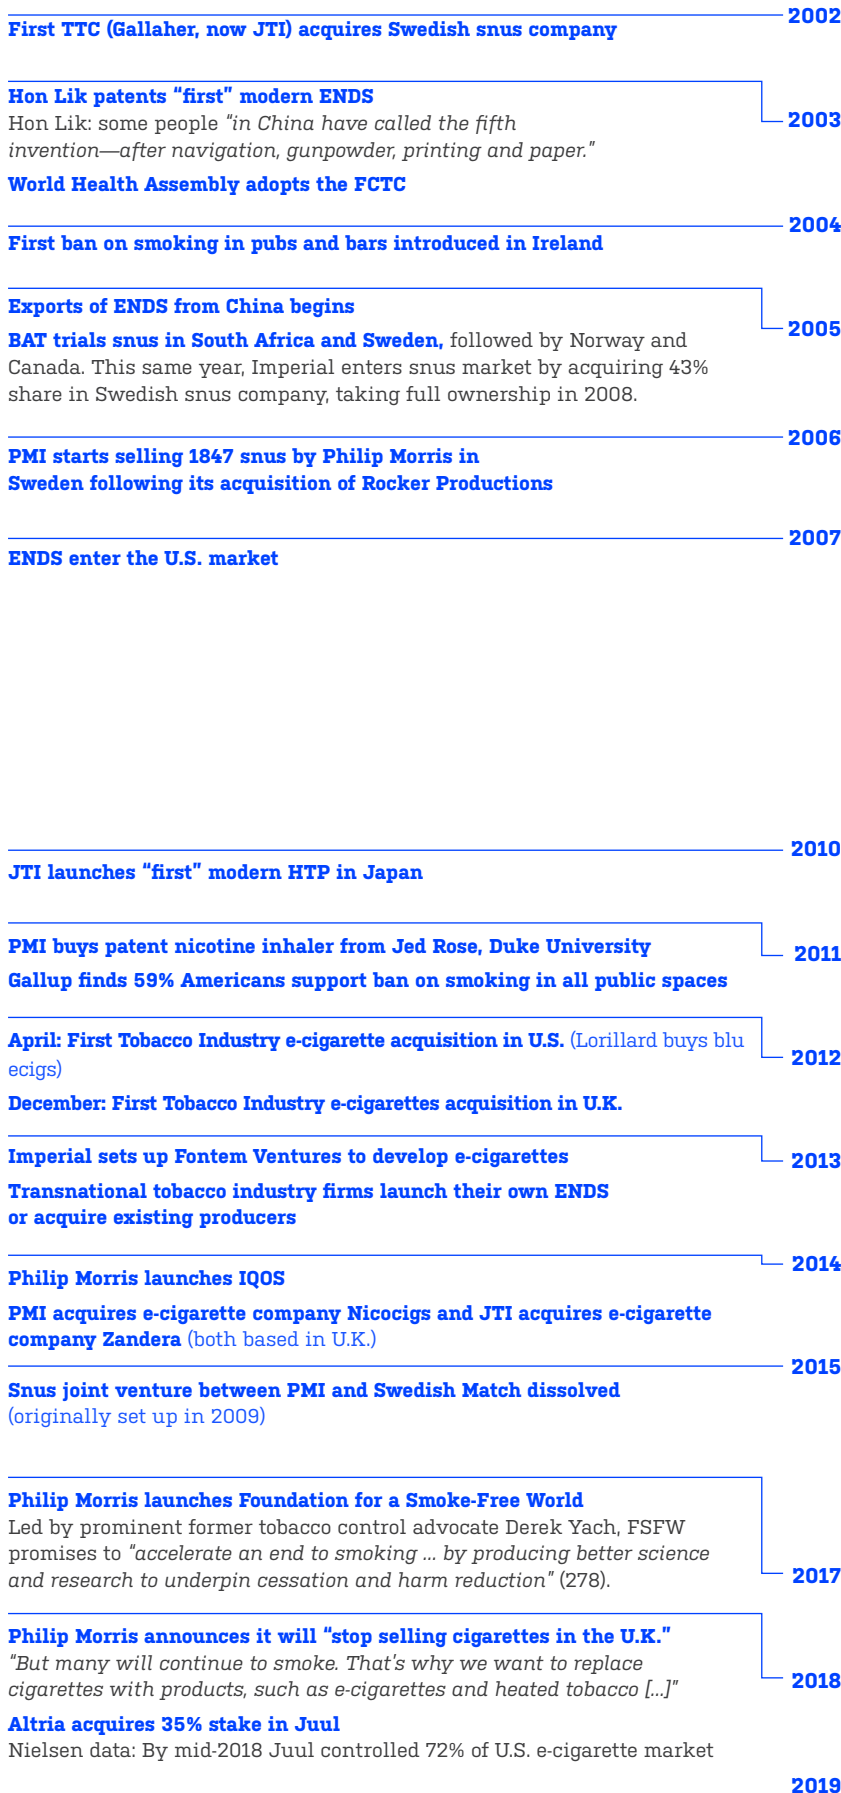 2002
First TTC (Gallaher, now JTI) acquires Swedish snus company
Hon Lik patents “first” modern ENDS
2003
Hon Lik: some people “in China have called the fifth
invention—after navigation, gunpowder, printing and paper.”
World Health Assembly adopts the FCTC
2004
First ban on smoking in pubs and bars introduced in Ireland
Exports of ENDS from China begins
2005
BAT trials snus in South Africa and Sweden, followed by Norway and
Canada. This same year, Imperial enters snus market by acquiring 43%
share in Swedish snus company, taking full ownership in 2008.
2006
PMI starts selling 1847 snus by Philip Morris in
Sweden following its acquisition of Rocker Productions
2007
ENDS enter the U.S. market
2010
JTI launches “first” modern HTP in Japan
PMI buys patent nicotine inhaler from Jed Rose, Duke University
2011
Gallup finds 59% Americans support ban on smoking in all public spaces
April: First Tobacco Industry e-cigarette acquisition in U.S. (Lorillard buys blu
ecigs)
2012
December: First Tobacco Industry e-cigarettes acquisition in U.K.
Imperial sets up Fontem Ventures to develop e-cigarettes
2013
Transnational tobacco industry firms launch their own ENDS
or acquire existing producers
2014
Philip Morris launches IQOS
PMI acquires e-cigarette company Nicocigs and JTI acquires e-cigarette
company Zandera (both based in U.K.)
2015
Snus joint venture between PMI and Swedish Match dissolved
(originally set up in 2009)
Philip Morris launches Foundation for a Smoke-Free World
Led by prominent former tobacco control advocate Derek Yach, FSFW
promises to “accelerate an end to smoking ... by producing better science
and research to underpin cessation and harm reduction” (278).
2017
Philip Morris announces it will “stop selling cigarettes in the U.K.”
“But many will continue to smoke. That’s why we want to replace
cigarettes with products, such as e-cigarettes and heated tobacco [...]”
2018
Altria acquires 35% stake in Juul
Nielsen data: By mid-2018 Juul controlled 72% of U.S. e-cigarette market
2019